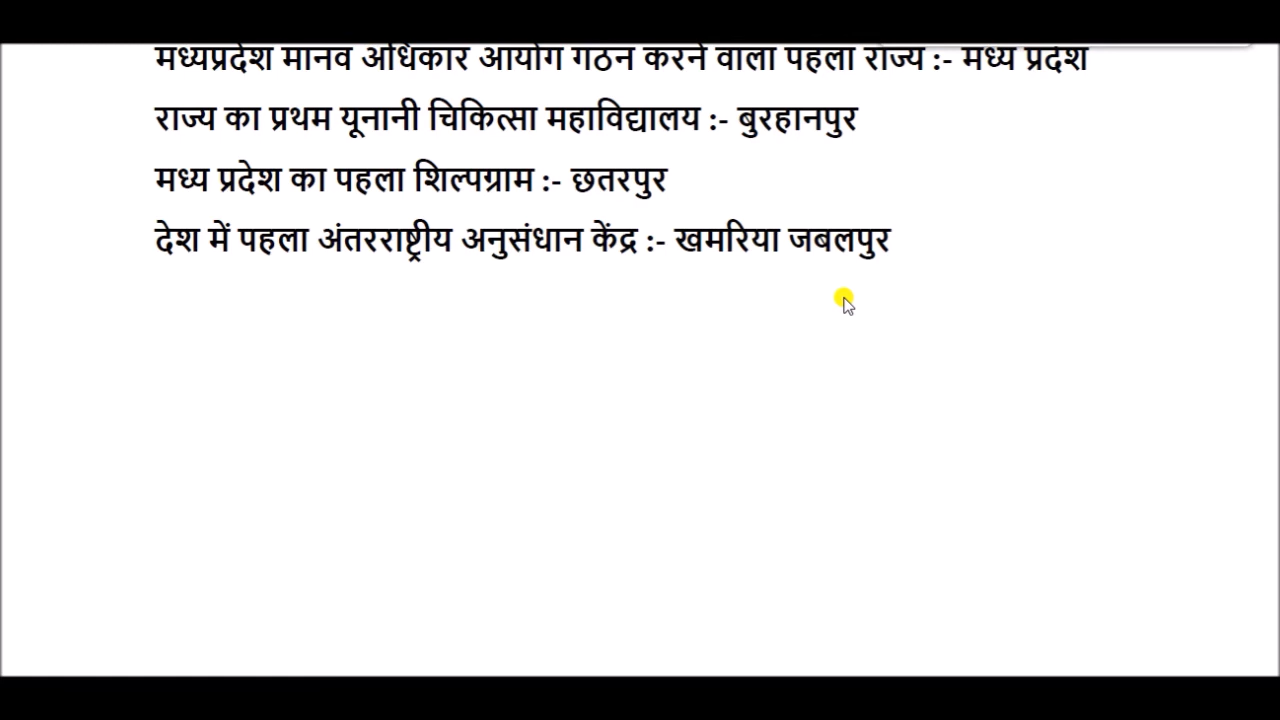 मध्यप्रदेश मानव अधिकार आयोग गठन करने वाला पहला राज्य :- मध्य प्रदेश
राज्य का प्रथम यूनानी चिकित्सा महाविद्यालय :- बुरहानपुर
मध्य प्रदेश का पहला शिल्पग्राम :- छतरपुर
देश में पहला अंतरराष्ट्रीय अनुसंधान केंद्र :- खमरिया जबलपुर